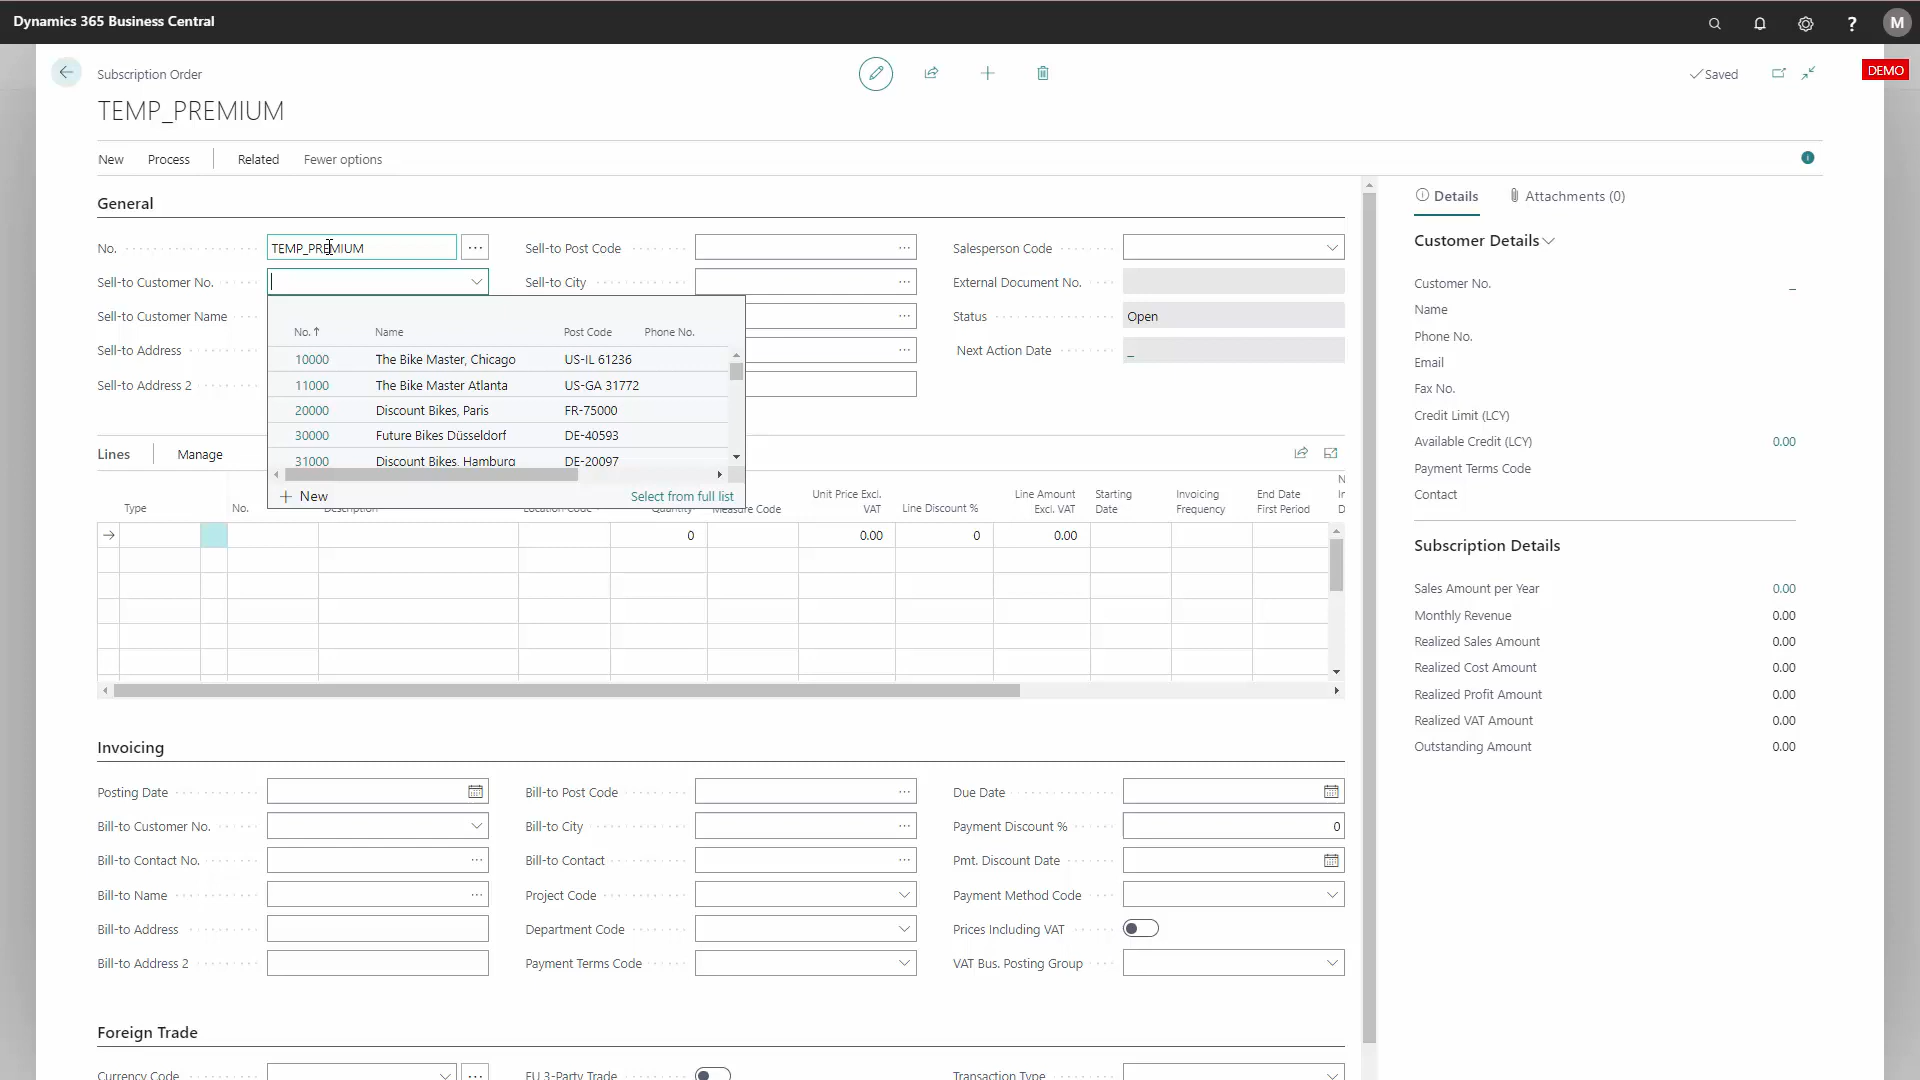 Dynamics 365 Business Central
M
Subscription Order
Saved
DEMO
TEMP_PREMIUM
New Process Related Fewer options
General
No. TEMP_PREMIUM
Sell-to Customer No.
Sell-to Customer Name
Sell-to Address
Sell-to Address 2
Sell-to Post Code
Sell-to City
Salesperson Code
External Document No.
Status Open
Next Action Date _
No. Name Post Code Phone No.
10000 The Bike Master, Chicago US-IL 61236
11000 The Bike Master Atlanta US-GA 31772
20000 Discount Bikes, Paris FR-75000
30000 Future Bikes Düsseldorf DE-40593
31000 Discount Bikes, Hamburg DE-20097
New Select from full list
Lines Manage
Type No. Description Location Code Quantity Measure Code Unit Price Excl. VAT Line Discount % Line Amount Excl. VAT Starting Date Invoicing Frequency End Date First Period
0 0.00 0 0.00
Invoicing
Posting Date
Bill-to Customer No.
Bill-to Contact No.
Bill-to Name
Bill-to Address
Bill-to Address 2
Bill-to Post Code
Bill-to City
Bill-to Contact
Project Code
Department Code
Payment Terms Code
Due Date
Payment Discount % 0
Pmt. Discount Date
Payment Method Code
Prices Including VAT
VAT Bus. Posting Group
Foreign Trade
Currency Code
EU 3-Party Trade
Transaction Type
Details Attachments (0)
Customer Details
Customer No. _
Name
Phone No.
Email
Fax No.
Credit Limit (LCY)
Available Credit (LCY) 0.00
Payment Terms Code
Contact
Subscription Details
Sales Amount per Year 0.00
Monthly Revenue 0.00
Realized Sales Amount 0.00
Realized Cost Amount 0.00
Realized Profit Amount 0.00
Realized VAT Amount 0.00
Outstanding Amount 0.00